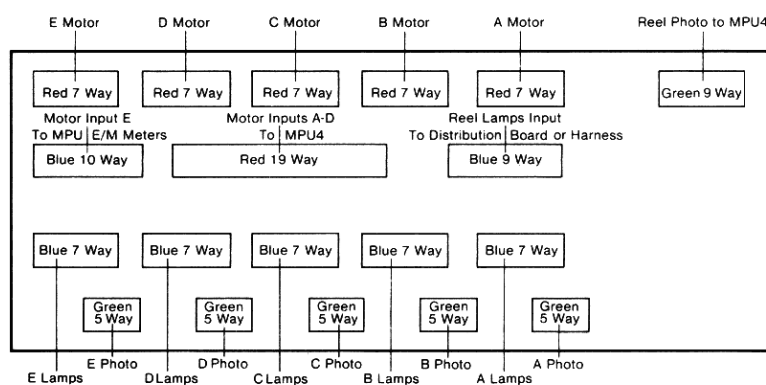 E Motor D Motor C Motor B Motor A Motor Reel Photo to MPU4
Red 7 Way Red 7 Way Red 7 Way Red 7 Way Red 7 Way Green 9 Way
Motor Input E Motor Inputs A-D Reel Lamps Input
To MPU E/M Meters To MPU4 To Distribution Board or Harness
Blue 10 Way Red 19 Way Blue 9 Way
Blue 7 Way Blue 7 Way Blue 7 Way Blue 7 Way Blue 7 Way
Green Green Green Green Green
5 Way 5 Way 5 Way 5 Way 5 Way
E Photo D Photo C Photo B Photo A Photo
E Lamps D Lamps C Lamps B Lamps A Lamps